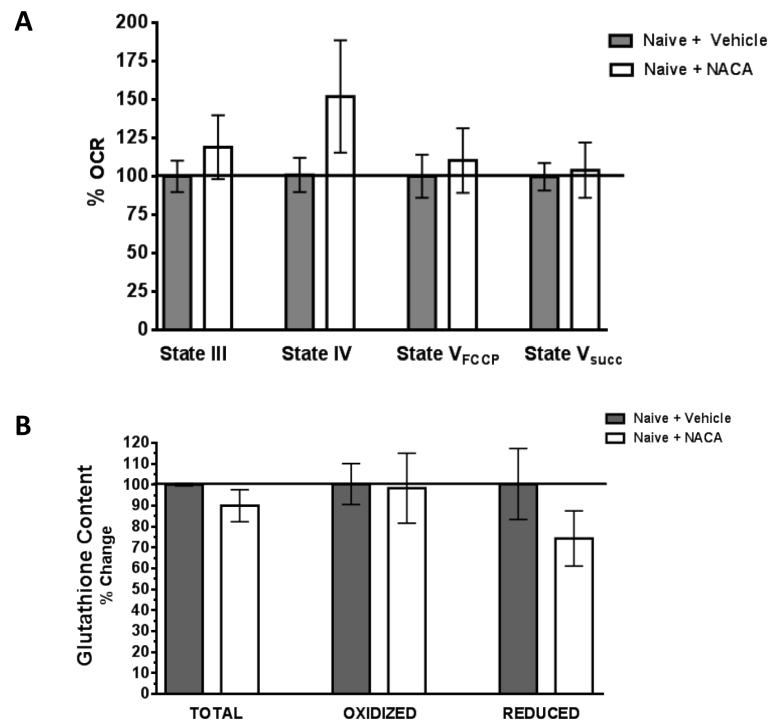 A
200
175
150
125
100
75
50
25
0
% OCR
Naive + Vehicle
Naive + NACA
State III State IV State VFCCP State Vsucc
B
Naive + Vehicle
Naive + NACA
120
110
100
90
80
70
60
50
40
30
20
10
0
Glutathione Content
% Change
TOTAL OXIDIZED REDUCED